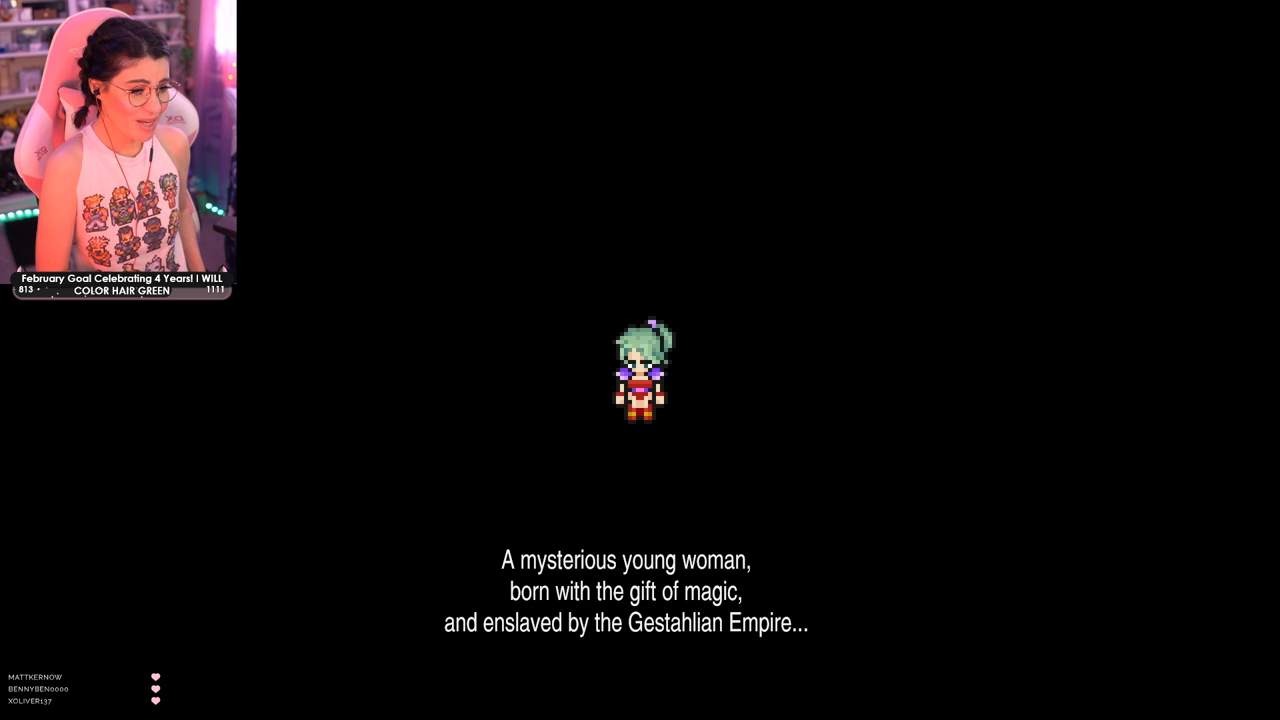 February Goal Celebrating 4 Years! I WILL
COLOR HAIR GREEN
813
1111
A mysterious young woman,
born with the gift of magic,
and enslaved by the Gestahlian Empire...
MATTKERNOW
BENNYBEN0000
XOLIVER137